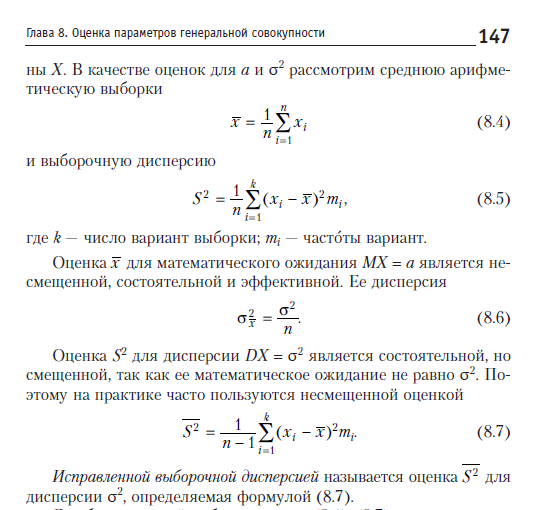 Глава 8. Оценка параметров генеральной совокупности 147
ны X. В качестве оценок для a и σ² рассмотрим среднюю арифме-
тическую выборки
x̅ = 1/n ∑_{i=1}^{n} x_i (8.4)
и выборочную дисперсию
S² = 1/n ∑_{i=1}^{k} (x_i – x̅)² m_i, (8.5)
где k — число вариант выборки; m_i — часто́ты вариант.
Оценка x̅ для математического ожидания MX = a является не-
смещенной, состоятельной и эффективной. Ее дисперсия
σ²_x̅ = σ²/n. (8.6)
Оценка S² для дисперсии DX = σ² является состоятельной, но
смещенной, так как ее математическое ожидание не равно σ². По-
этому на практике часто пользуются несмещенной оценкой
S̅² = 1/(n – 1) ∑_{i=1}^{k} (x_i – x̅)² m_i. (8.7)
Исправленной выборочной дисперсией называется оценка S̅² для
дисперсии σ², определяемая формулой (8.7).